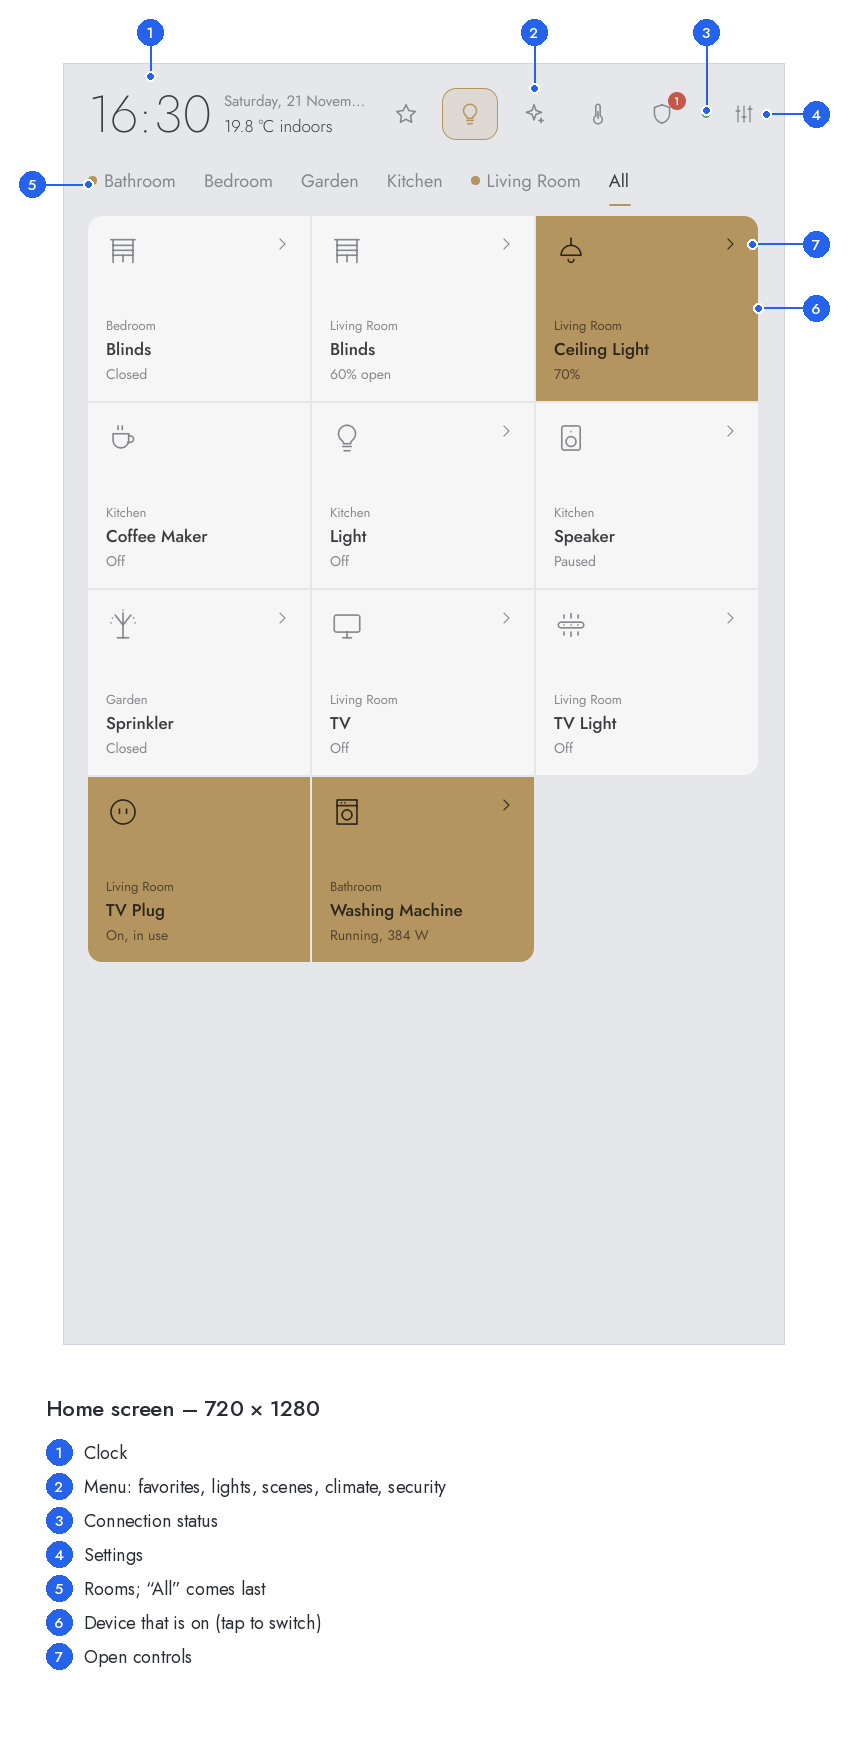 1
2
3
16:30
Saturday, 21 Novem...
19.8 °C indoors
1
4
5
Bathroom Bedroom Garden Kitchen Living Room All
7
6
Bedroom
Blinds
Closed
Living Room
Blinds
60% open
Living Room
Ceiling Light
70%
Kitchen
Coffee Maker
Off
Kitchen
Light
Off
Kitchen
Speaker
Paused
Garden
Sprinkler
Closed
Living Room
TV
Off
Living Room
TV Light
Off
Living Room
TV Plug
On, in use
Bathroom
Washing Machine
Running, 384 W
Home screen – 720 × 1280
1 Clock
2 Menu: favorites, lights, scenes, climate, security
3 Connection status
4 Settings
5 Rooms; “All” comes last
6 Device that is on (tap to switch)
7 Open controls